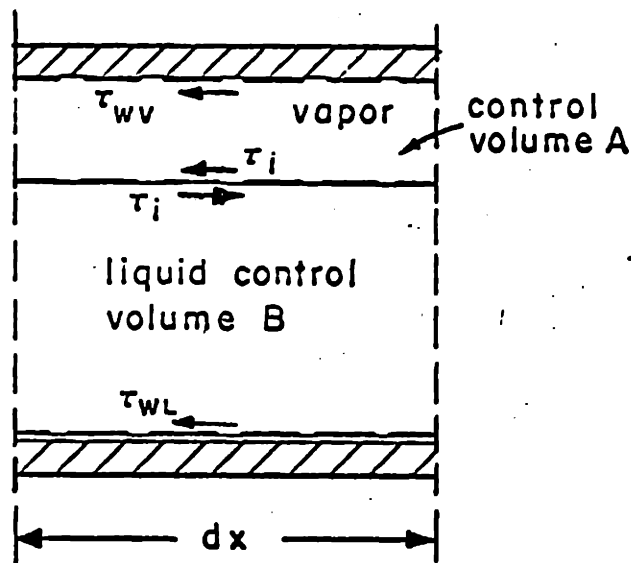 τwv vapor
control
volume A
τi
τi
liquid control
volume B
τWL
dx